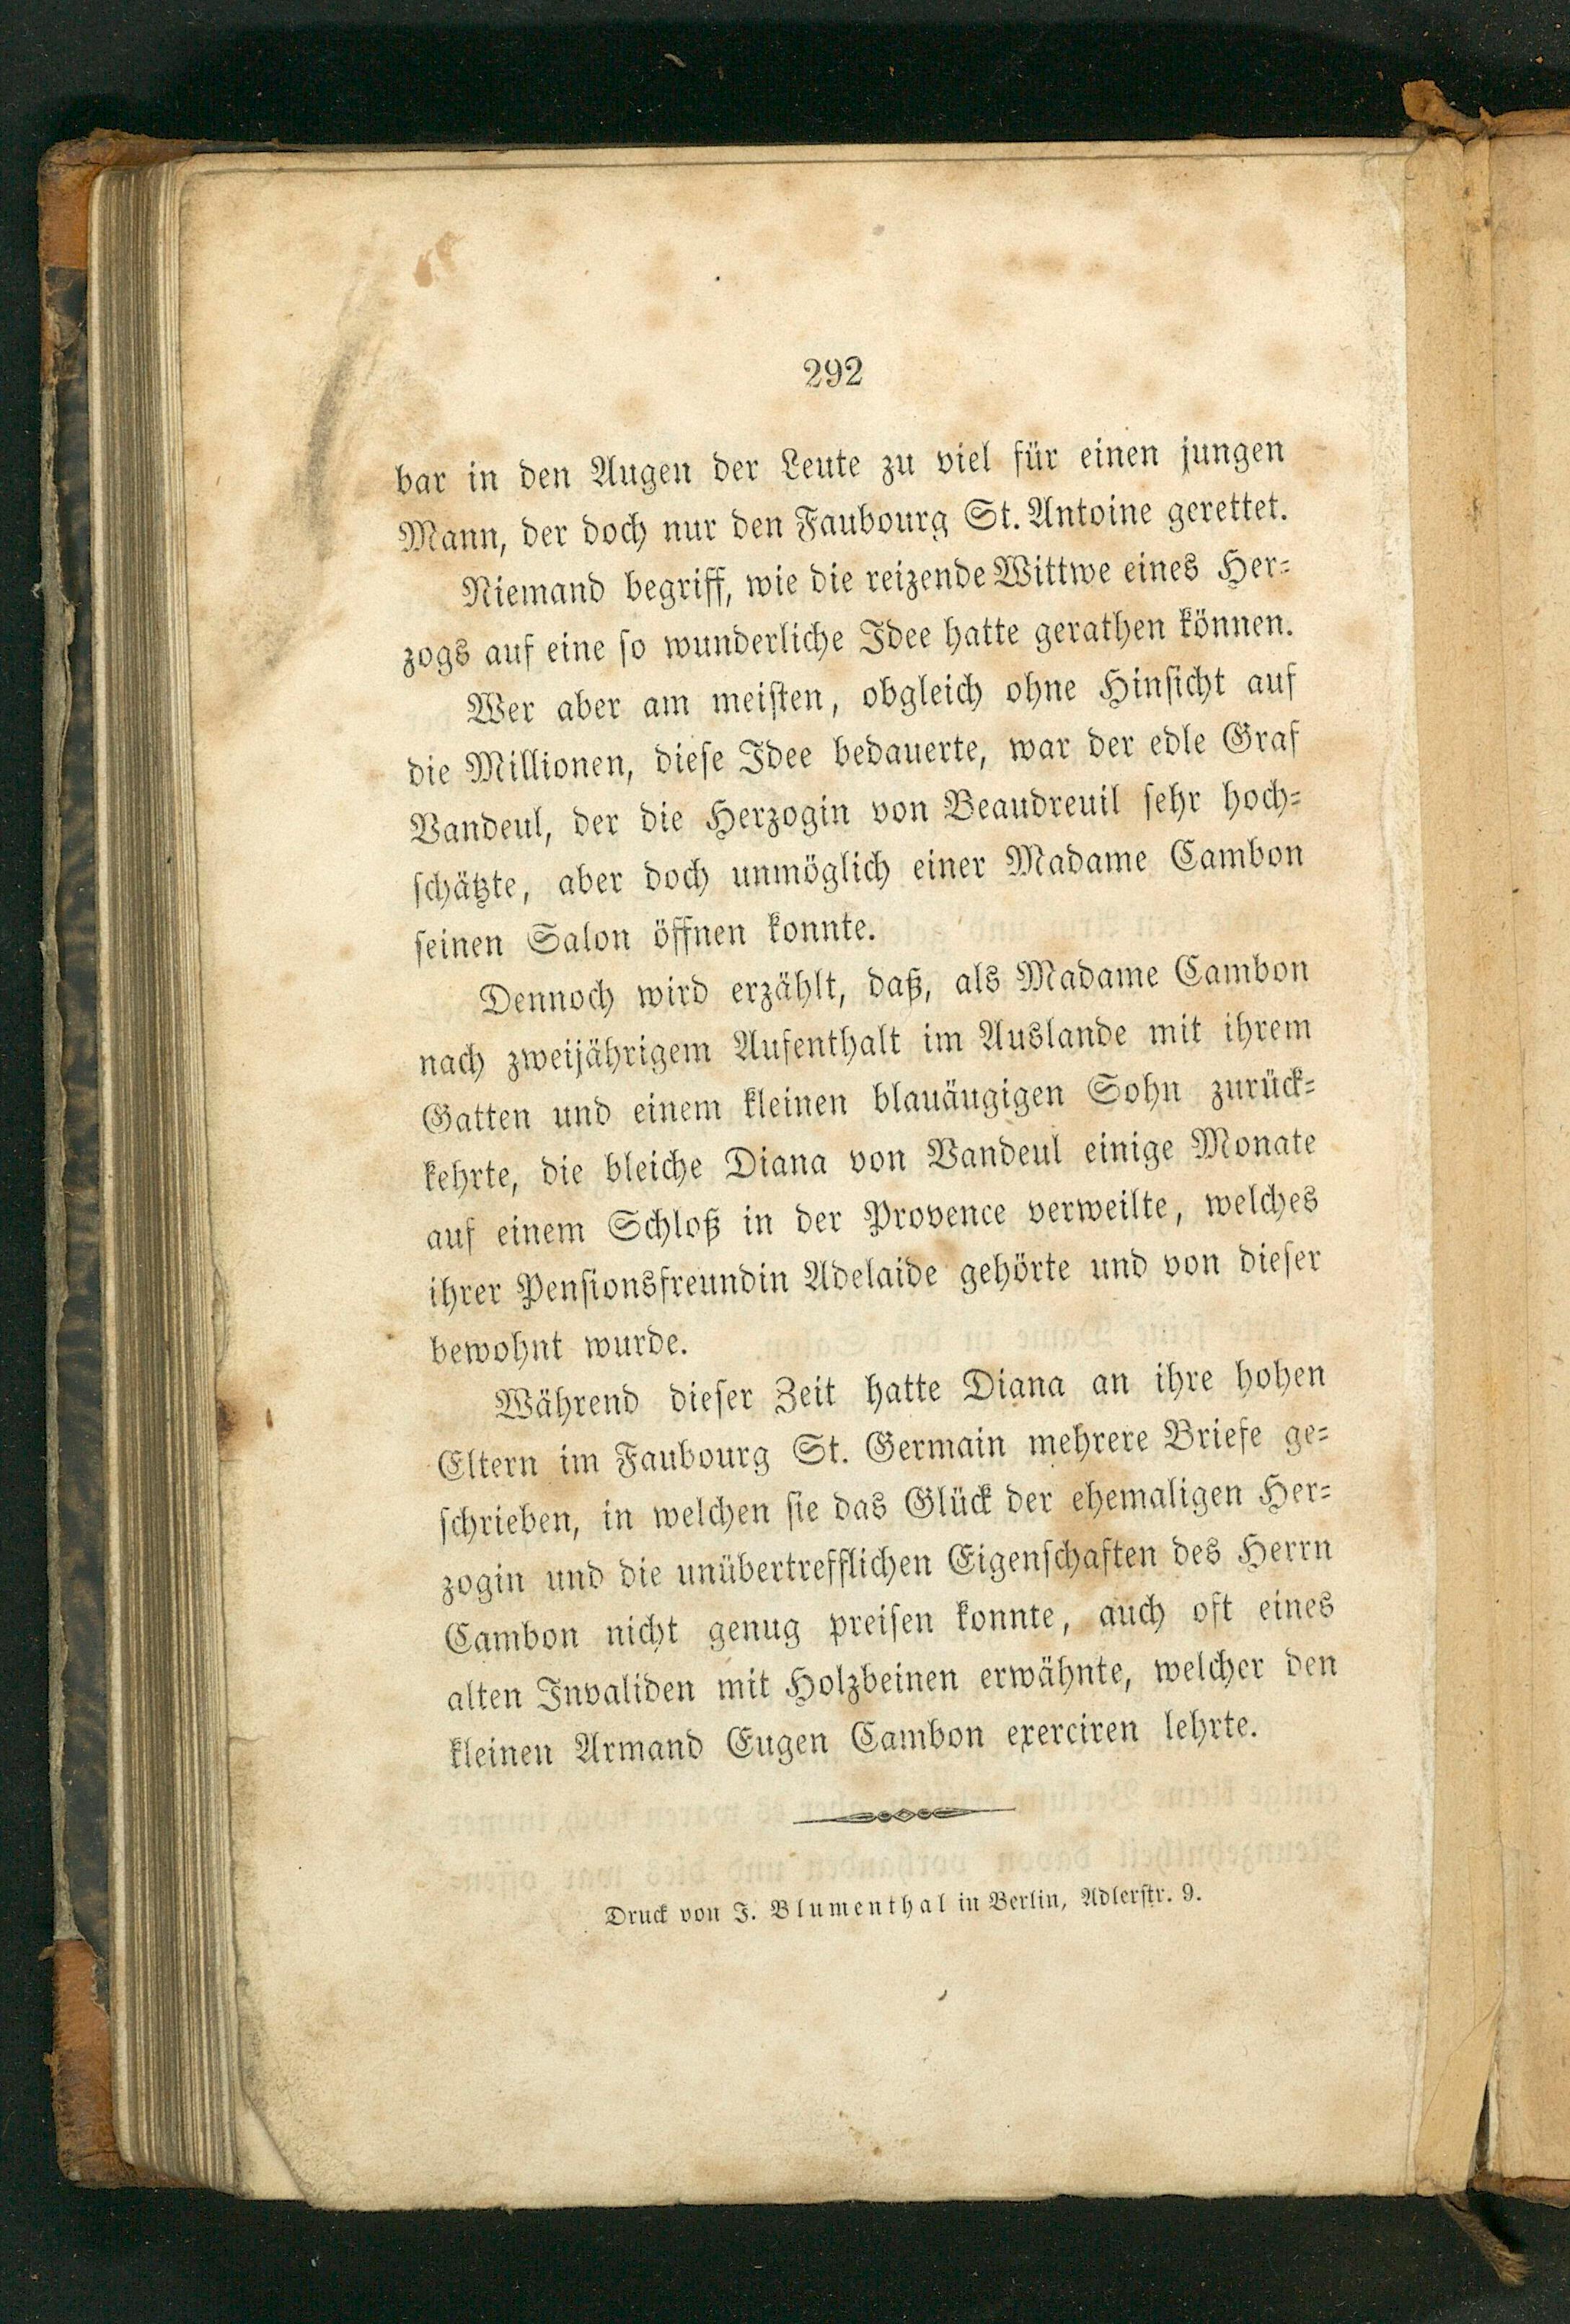 292
bar in den Augen der Leute zu viel für einen jungen
Mann, der doch nur den Faubourg St. Antoine gerettet.
Niemand begriff, wie die reizende Wittwe eines Her-
zogs auf eine so wunderliche Idee hatte gerathen können.
Wer aber am meisten, obgleich ohne Hinsicht auf
die Millionen, diese Idee bedauerte, war der edle Graf
Vandeul, der die Herzogin von Beaudreuil sehr hoch-
schätzte, aber doch unmöglich einer Madame Cambon
seinen Salon öffnen konnte.
Dennoch wird erzählt, daß, als Madame Cambon
nach zweijährigem Aufenthalt im Auslande mit ihrem
Gatten und einem kleinen blauäugigen Sohn zurück-
kehrte, die bleiche Diana von Vandeul einige Monate
auf einem Schloß in der Provence verweilte, welches
ihrer Pensionsfreundin Adelaide gehörte und von dieser
bewohnt wurde.
Während dieser Zeit hatte Diana an ihre hohen
Eltern im Faubourg St. Germain mehrere Briefe ge-
schrieben, in welchen sie das Glück der ehemaligen Her-
zogin und die unübertrefflichen Eigenschaften des Herrn
Cambon nicht genug preisen konnte, auch oft eines
alten Invaliden mit Holzbeinen erwähnte, welcher den
kleinen Armand Eugen Cambon exerciren lehrte.
Druck von J. Blumenthal in Berlin, Adlerstr. 9.